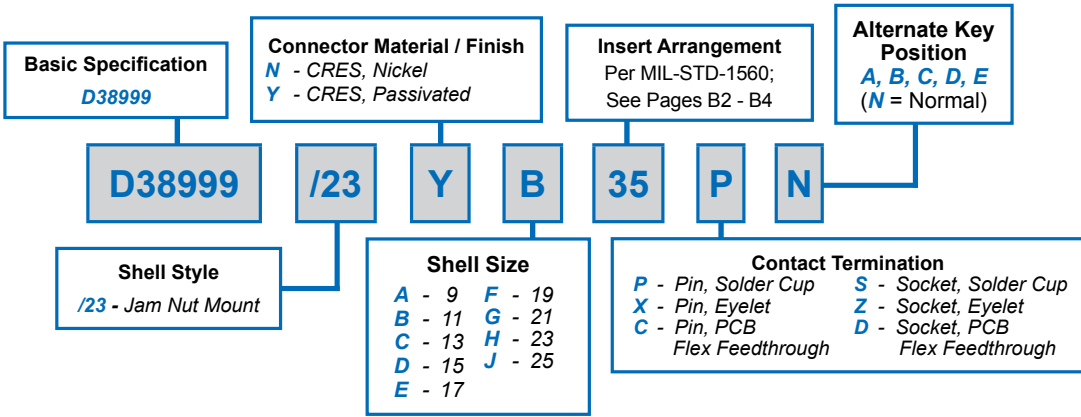 Basic Specification
D38999
Connector Material / Finish
N - CRES, Nickel
Y - CRES, Passivated
Insert Arrangement
Per MIL-STD-1560;
See Pages B2 - B4
Alternate Key
Position
A, B, C, D, E
(N = Normal)
D38999 /23 Y B 35 P N
Shell Style
/23 - Jam Nut Mount
Shell Size
A - 9 F - 19
B - 11 G - 21
C - 13 H - 23
D - 15 J - 25
E - 17
Contact Termination
P - Pin, Solder Cup S - Socket, Solder Cup
X - Pin, Eyelet Z - Socket, Eyelet
C - Pin, PCB D - Socket, PCB
Flex Feedthrough Flex Feedthrough